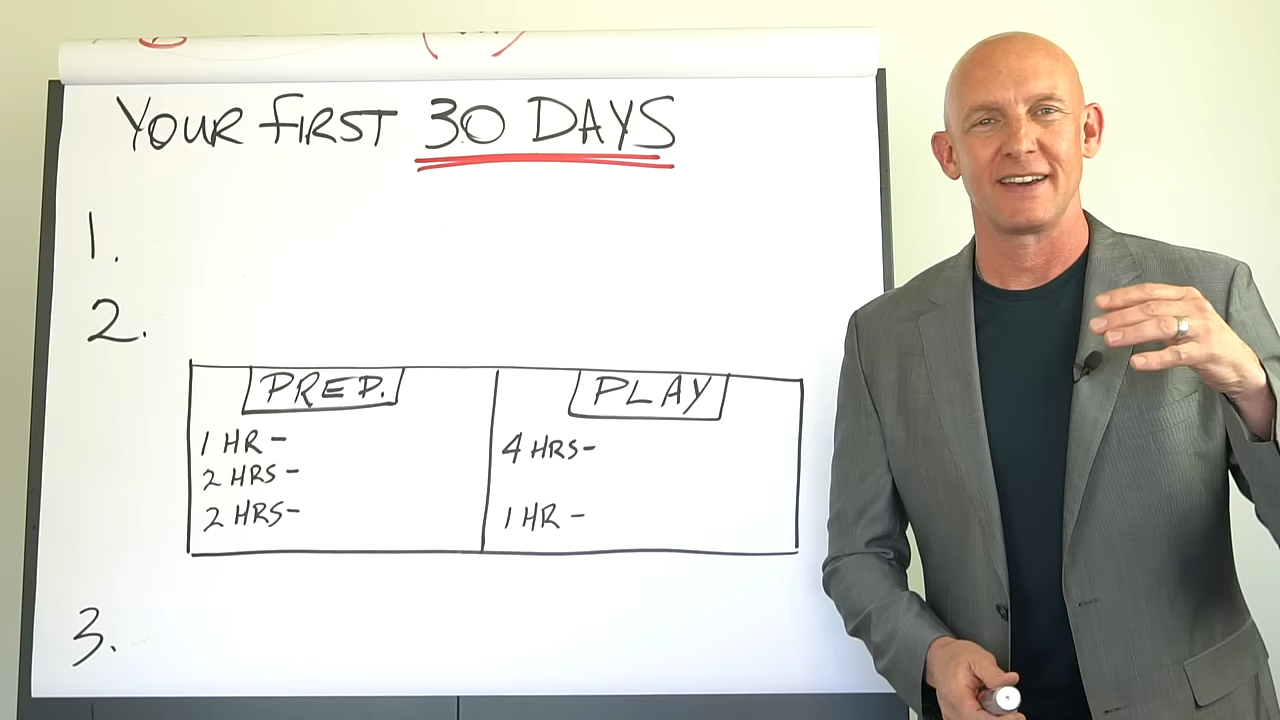 YOUR FIRST 30 DAYS
1.
2.
PREP.
1 HR -
2 HRS -
2 HRS -
PLAY
4 HRS -
1 HR -
3.